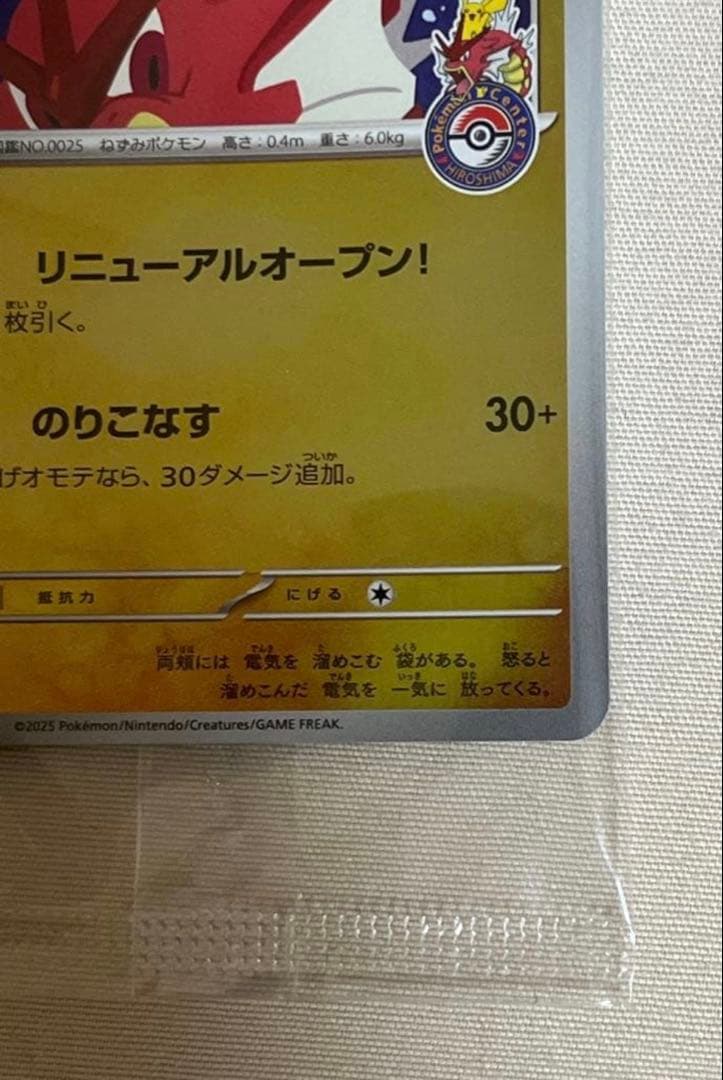 Pokémon Center
HIROSHIMA
図鑑NO.0025 ねずみポケモン 高さ:0.4m 重さ:6.0kg
リニューアルオープン!
枚引く。
のりこなす 30+
げオモテなら、30ダメージ追加。
抵抗力 にげる
両頬には 電気を 溜めこむ 袋がある。 怒ると
溜めこんだ 電気を 一気に 放ってくる。
©2025 Pokémon/Nintendo/Creatures/GAME FREAK.